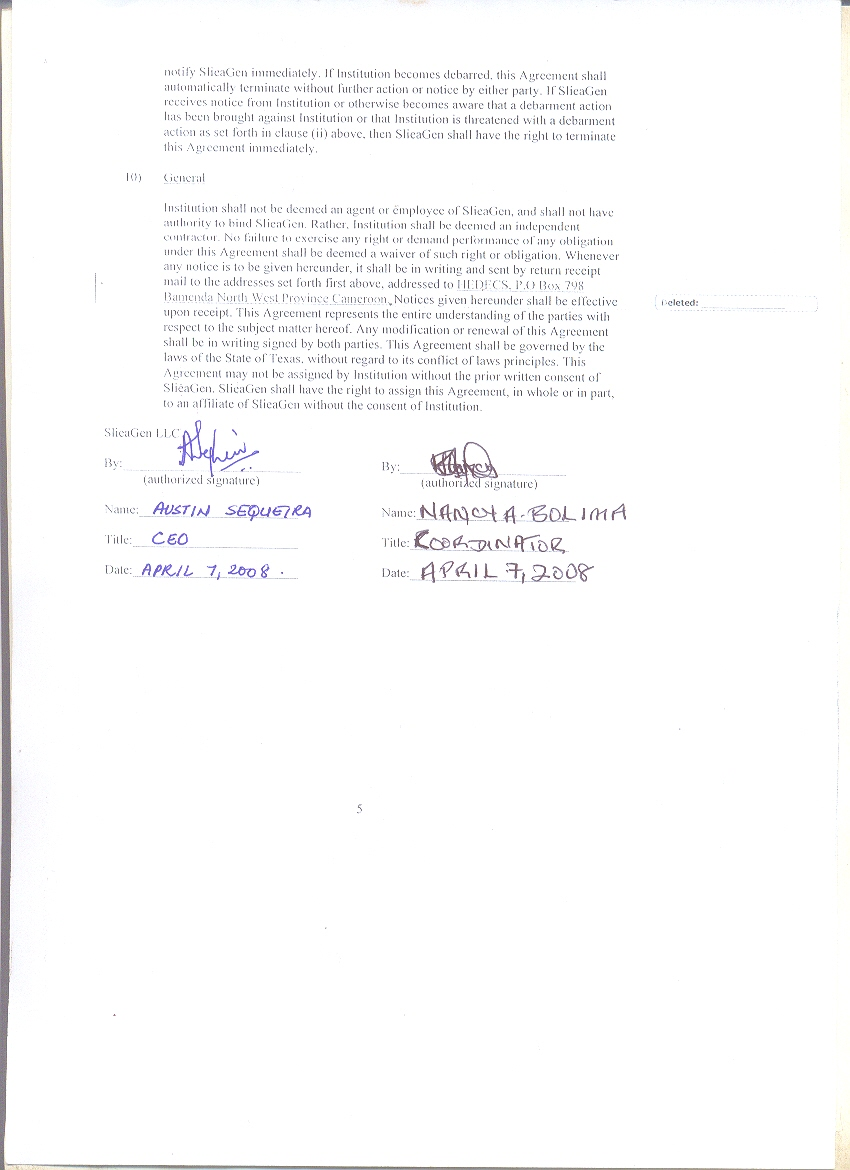 notify SlieaGen immediately. If Institution becomes debarred, this Agreement shall
automatically terminate without further action or notice by either party. If SlieaGen
receives notice from Institution or otherwise becomes aware that a debarment action
has been brought against Institution or that Institution is threatened with a debarment
action as set forth in clause (ii) above, then SlieaGen shall have the right to terminate
this Agreement immediately.
10) General
Institution shall not be deemed an agent or employee of SlieaGen, and shall not have
authority to bind SlieaGen. Rather, Institution shall be deemed an independent
contractor. No failure to exercise any right or demand performance of any obligation
under this Agreement shall be deemed a waiver of such right or obligation. Whenever
any notice is to be given hereunder, it shall be in writing and sent by return receipt
mail to the addresses set forth first above, addressed to HEDECS, P.O Box 798
Bamenda North West Province Cameroon. Notices given hereunder shall be effective
upon receipt. This Agreement represents the entire understanding of the parties with
respect to the subject matter hereof. Any modification or renewal of this Agreement
shall be in writing signed by both parties. This Agreement shall be governed by the
laws of the State of Texas, without regard to its conflict of laws principles. This
Agreement may not be assigned by Institution without the prior written consent of
SlieaGen. SlieaGen shall have the right to assign this Agreement, in whole or in part,
to an affiliate of SlieaGen without the consent of Institution.
Deleted:
SlieaGen LLC
By:
(authorized signature)
Name: AUSTIN SEQUEIRA
Title: CEO
Date: APRIL 7, 2008.
By:
(authorized signature)
Name: NANCY A. BOLIMA
Title: COORDINATOR
Date: APRIL 7, 2008
5